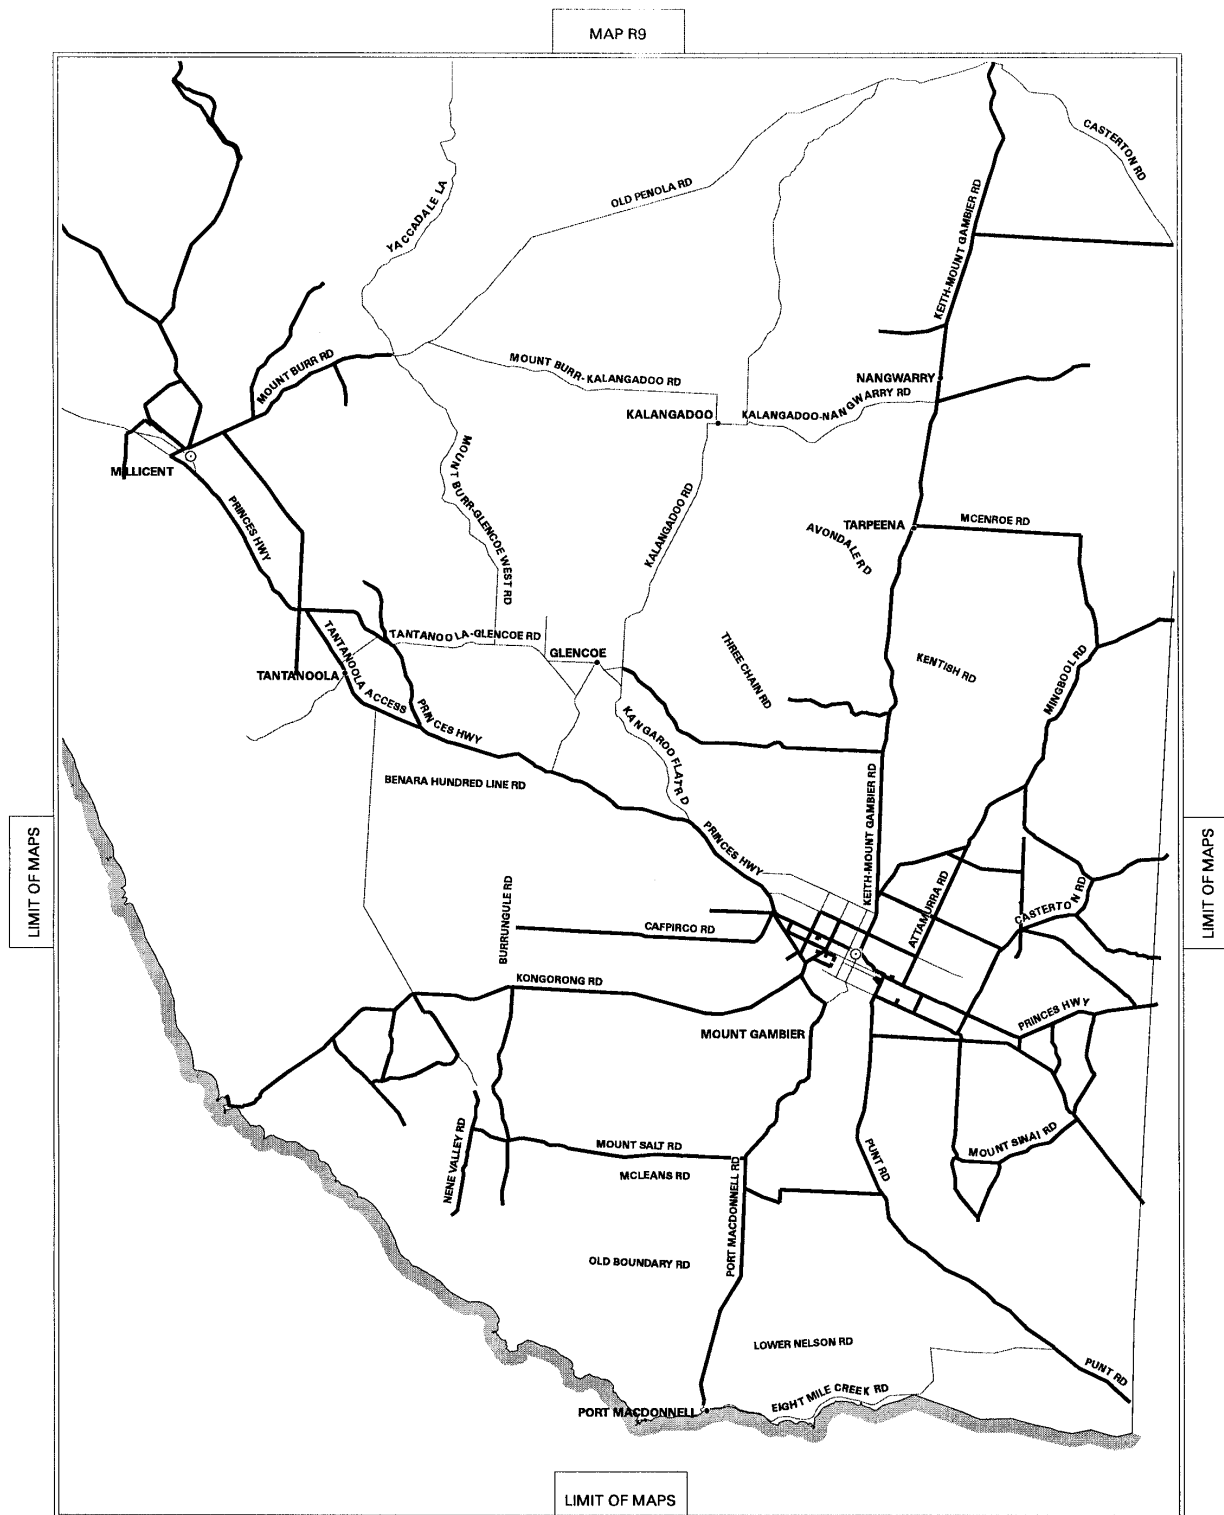 MAP R9
CASTERTON RD
YACCADALE LA
OLD PENOLA RD
KEITH-MOUNT GAMBIER RD
MOUNT BURR RD
MOUNT BURR-KALANGADOO RD
NANGWARRY
KALANGADOO
KALANGADOO-NANGWARRY RD
MILLICENT
PRINCES HWY
MOUNT BURR-GLENCOE WEST RD
KALANGADOO RD
TARPEENA
MCENROE RD
AVONDALE RD
TANTANOOLA-GLENCOE RD
GLENCOE
THREE CHAIN RD
KENTISH RD
MINGBOOL RD
TANTANOOLA
TANTANOOLA ACCESS
PRINCES HWY
KANGAROO FLAT RD
BENARA HUNDRED LINE RD
KEITH-MOUNT GAMBIER RD
PRINCES HWY
LIMIT OF MAPS
LIMIT OF MAPS
BURRUNGULE RD
CAFPIRCO RD
ATTAMURRA RD
CASTERTON RD
KONGORONG RD
PRINCES HWY
MOUNT GAMBIER
NENE VALLEY RD
MOUNT SALT RD
MCLEANS RD
PUNT RD
MOUNT SINAI RD
PORT MACDONNELL RD
OLD BOUNDARY RD
LOWER NELSON RD
PUNT RD
EIGHT MILE CREEK RD
PORT MACDONNELL
LIMIT OF MAPS